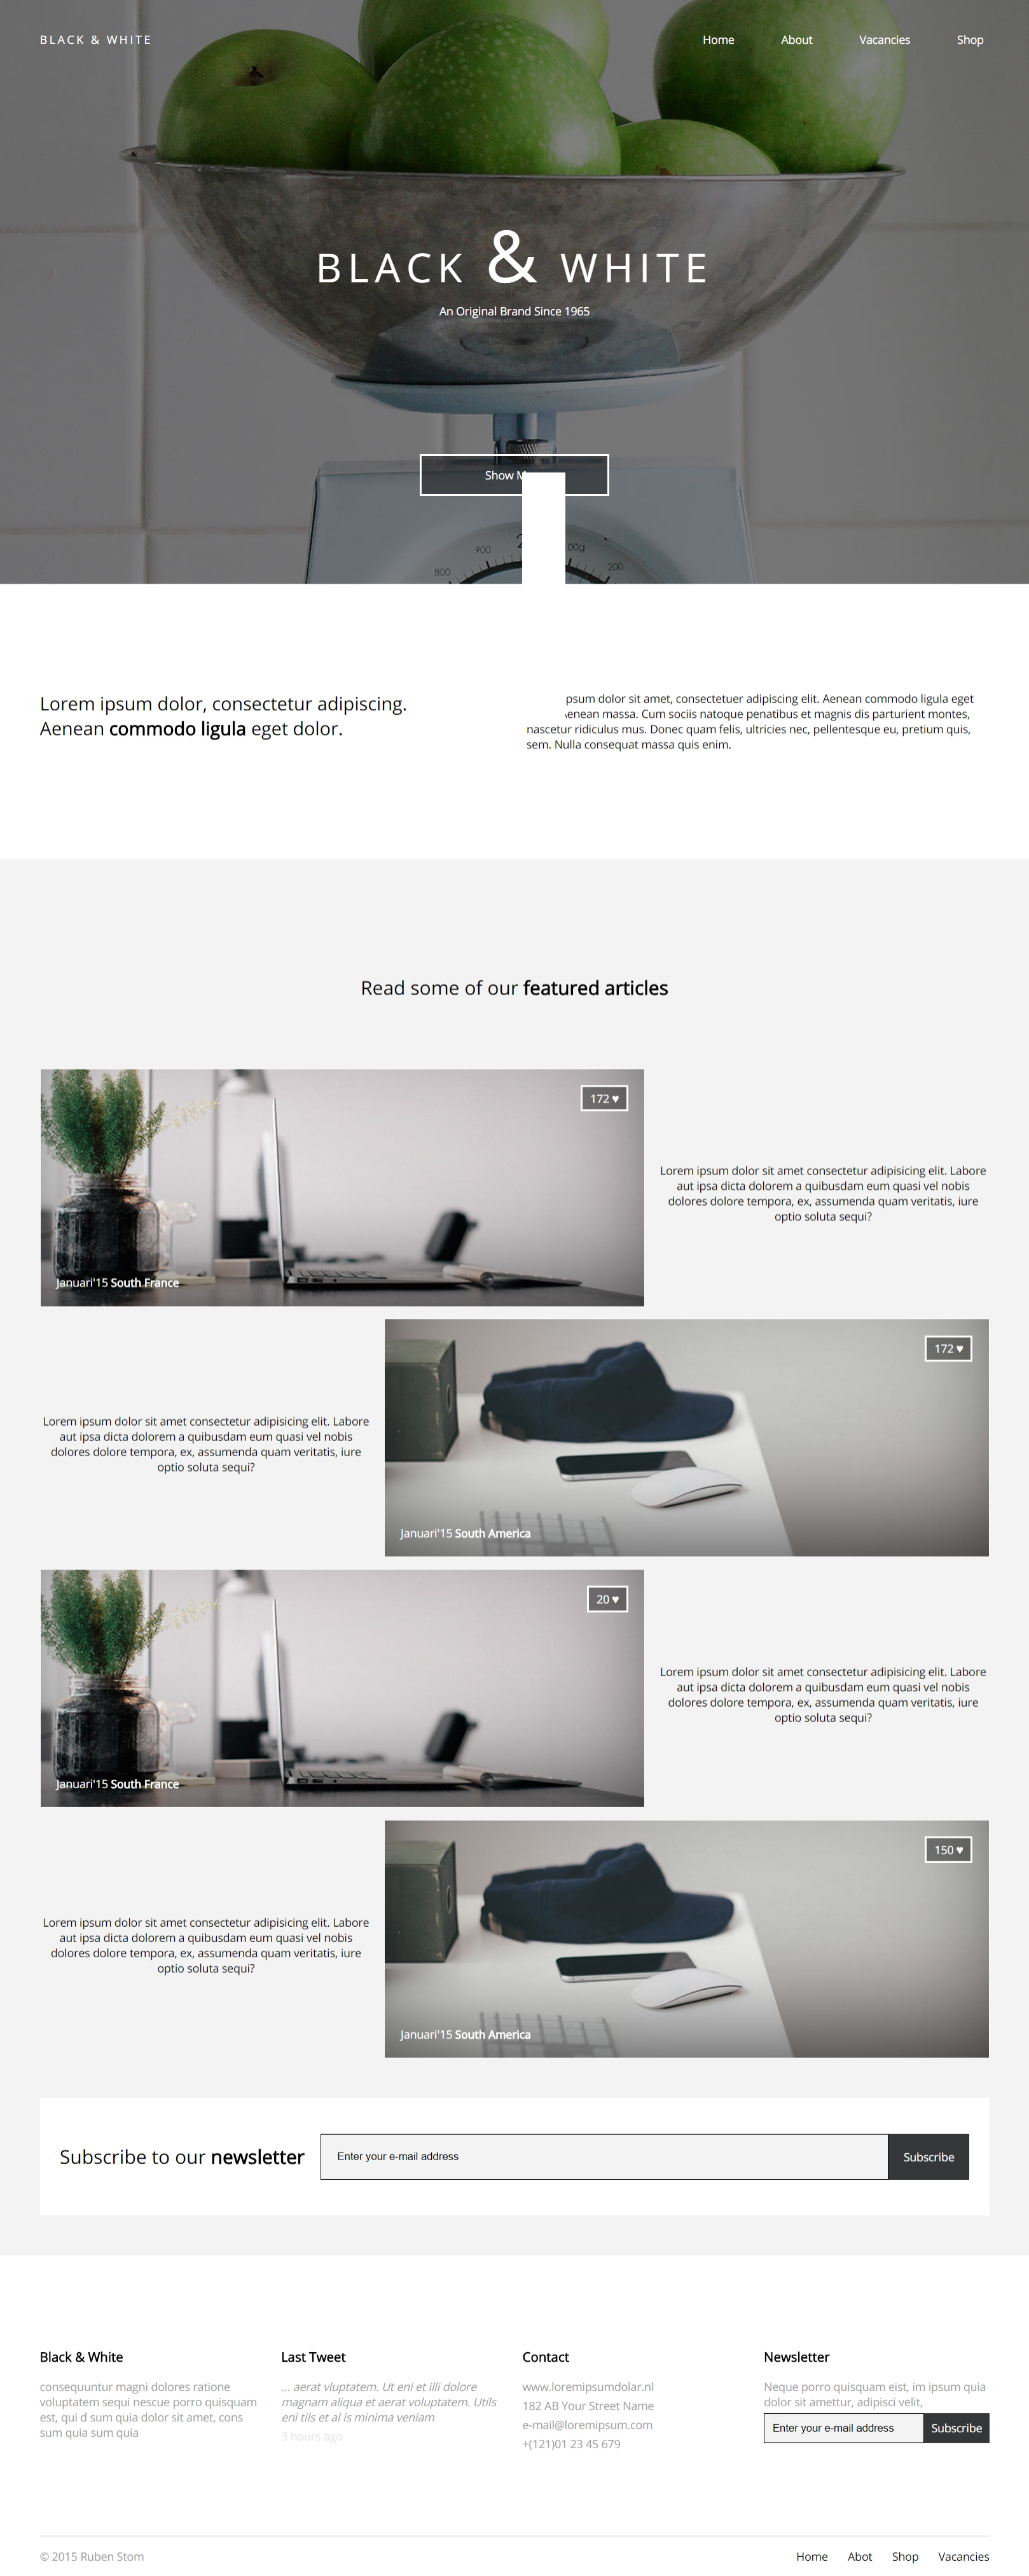 BLACK & WHITE
Home About Vacancies Shop
BLACK & WHITE
An Original Brand Since 1965
Show
900
800
00g
200
Lorem ipsum dolor, consectetur adipiscing.
Aenean commodo ligula eget dolor.
psum dolor sit amet, consectetuer adipiscing elit. Aenean commodo ligula eget
enean massa. Cum sociis natoque penatibus et magnis dis parturient montes,
nascetur ridiculus mus. Donec quam felis, ultricies nec, pellentesque eu, pretium quis,
sem. Nulla consequat massa quis enim.
Read some of our featured articles
172 ♥
Januari'15 South France
Lorem ipsum dolor sit amet consectetur adipisicing elit. Labore
aut ipsa dicta dolorem a quibusdam eum quasi vel nobis
dolores dolore tempora, ex, assumenda quam veritatis, iure
optio soluta sequi?
Lorem ipsum dolor sit amet consectetur adipisicing elit. Labore
aut ipsa dicta dolorem a quibusdam eum quasi vel nobis
dolores dolore tempora, ex, assumenda quam veritatis, iure
optio soluta sequi?
172 ♥
Januari'15 South America
20 ♥
Januari'15 South France
Lorem ipsum dolor sit amet consectetur adipisicing elit. Labore
aut ipsa dicta dolorem a quibusdam eum quasi vel nobis
dolores dolore tempora, ex, assumenda quam veritatis, iure
optio soluta sequi?
Lorem ipsum dolor sit amet consectetur adipisicing elit. Labore
aut ipsa dicta dolorem a quibusdam eum quasi vel nobis
dolores dolore tempora, ex, assumenda quam veritatis, iure
optio soluta sequi?
150 ♥
Januari'15 South America
Subscribe to our newsletter
Enter your e-mail address
Subscribe
Black & White
consequuntur magni dolores ratione
voluptatem sequi nescue porro quisquam
est, qui d sum quia dolor sit amet, cons
sum quia sum quia
Last Tweet
... aerat vluptatem. Ut eni et illi dolore
magnam aliqua et aerat voluptatem. Utils
eni tils et al is minima veniam
3 hours ago
Contact
www.loremipsumdolar.nl
182 AB Your Street Name
e-mail@loremipsum.com
+(121)01 23 45 679
Newsletter
Neque porro quisquam eist, im ipsum quia
dolor sit amettur, adipisci velit,
Enter your e-mail address
Subscribe
© 2015 Ruben Stom
Home Abot Shop Vacancies